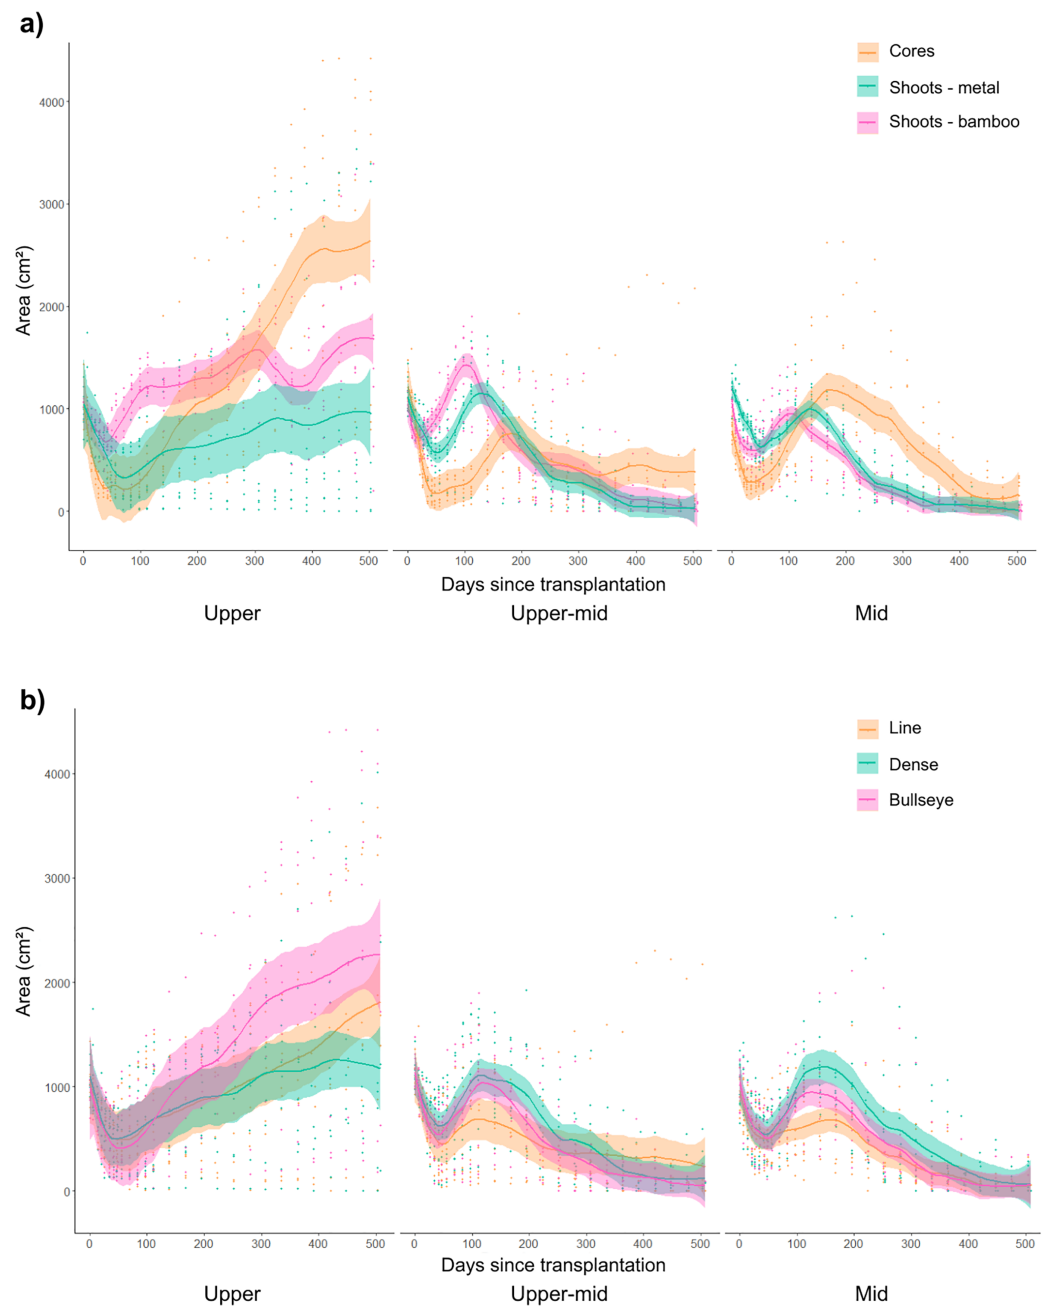 a)
Cores
Shoots - metal
Shoots - bamboo
Area (cm²)
4000
3000
2000
1000
0
0 100 200 300 400 500 0 100 200 300 400 500 0 100 200 300 400 500
Days since transplantation
Upper Upper-mid Mid
b)
Line
Dense
Bullseye
Area (cm²)
4000
3000
2000
1000
0
0 100 200 300 400 500 0 100 200 300 400 500 0 100 200 300 400 500
Days since transplantation
Upper Upper-mid Mid